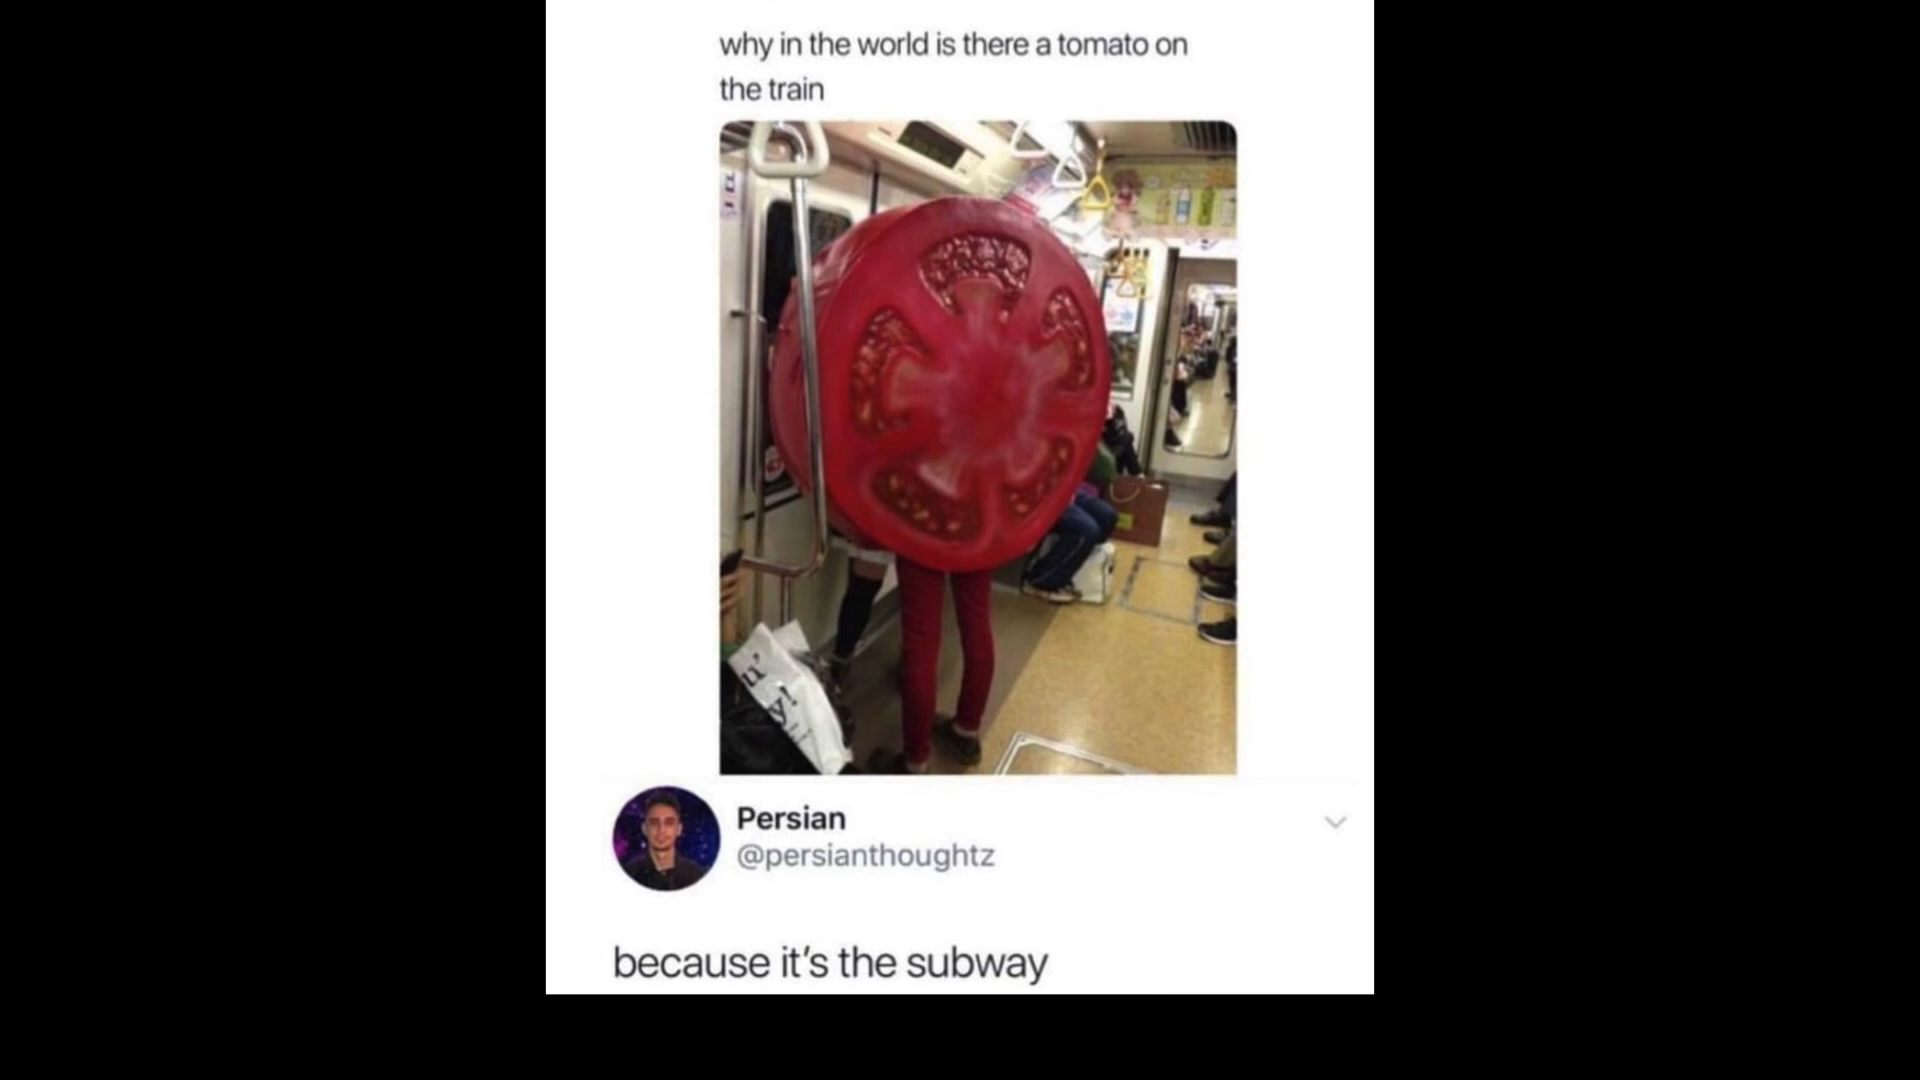 why in the world is there a tomato on
the train
u'
y!
Persian
@persianthoughtz
because it's the subway